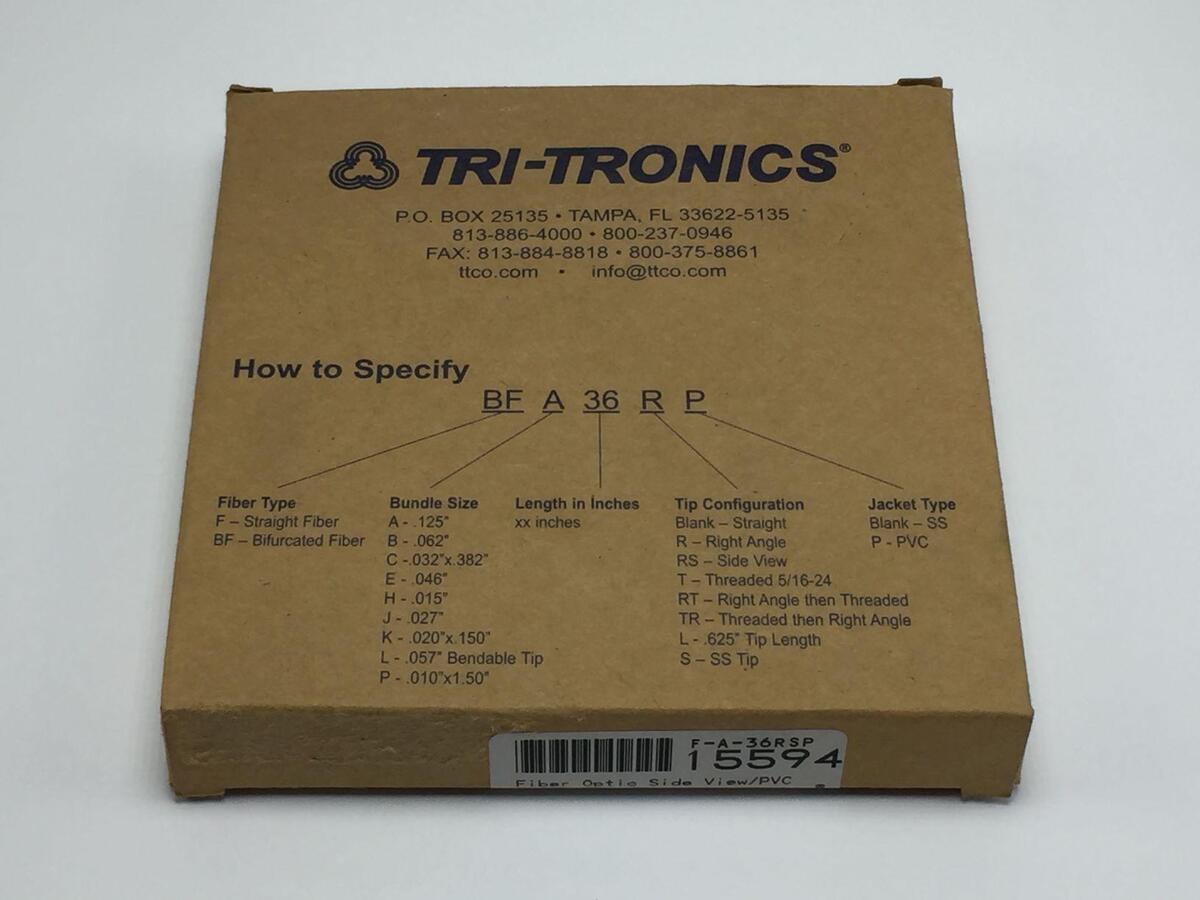 TRI-TRONICS®
P.O. BOX 25135 • TAMPA, FL 33622-5135
813-886-4000 • 800-237-0946
FAX: 813-884-8818 • 800-375-8861
ttco.com • info@ttco.com
How to Specify
BF A 36 R P
Fiber Type
F – Straight Fiber
BF – Bifurcated Fiber
Bundle Size
A - .125"
B - .062"
C -.032"x.382"
E - .046"
H - .015"
J - .027"
K - .020"x.150"
L - .057" Bendable Tip
P - .010"x1.50"
Length in Inches
xx inches
Tip Configuration
Blank – Straight
R – Right Angle
RS – Side View
T – Threaded 5/16-24
RT – Right Angle then Threaded
TR – Threaded then Right Angle
L - .625" Tip Length
S – SS Tip
Jacket Type
Blank – SS
P - PVC
F-A-36RSP
15594
Fiber Optic Side View/PVC